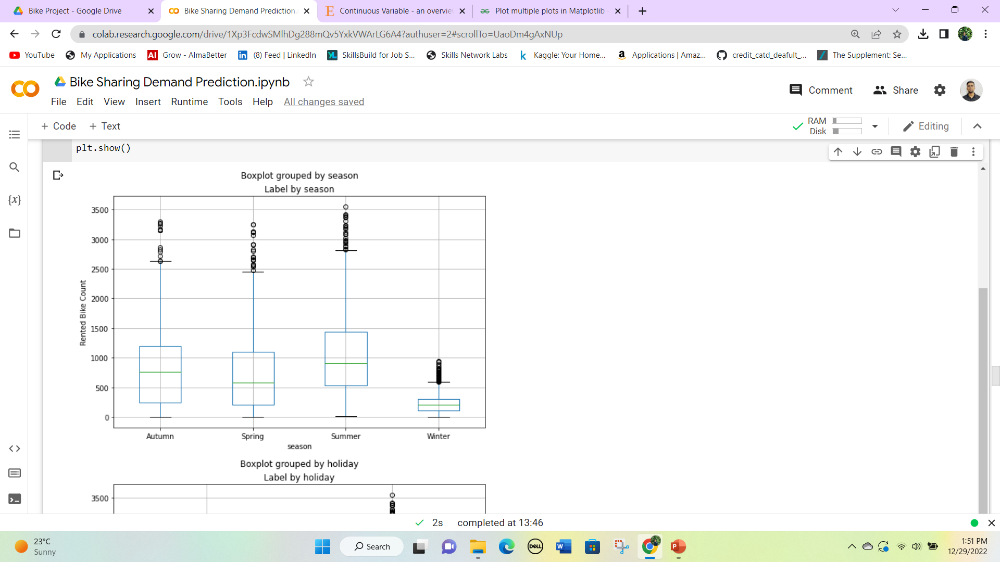 Bike Project - Google Drive
Bike Sharing Demand Prediction.
Continuous Variable - an overview
Plot multiple plots in Matplotlib -
colab.research.google.com/drive/1Xp3FcdwSMlhDg288mQv5YxkVWArLG6A4?authuser=2#scrollTo=UaoDm4gAxNUp
YouTube
My Applications
AI Grow - AlmaBetter
in (8) Feed | LinkedIn
SkillsBuild for Job S...
Skills Network Labs
k Kaggle: Your Home...
a Applications | Amaz...
credit_catd_deafult_...
The Supplement: Se...
Bike Sharing Demand Prediction.ipynb
Comment
Share
File Edit View Insert Runtime Tools Help All changes saved
+ Code + Text
RAM
Disk
Editing
plt.show()
{x}
Boxplot grouped by season
Label by season
3500
3000
2500
2000
1500
1000
500
0
Rented Bike Count
Autumn Spring Summer Winter
season
Boxplot grouped by holiday
Label by holiday
3500
2s completed at 13:46
23°C
Sunny
Search
DELL
W
P
1:51 PM
12/29/2022